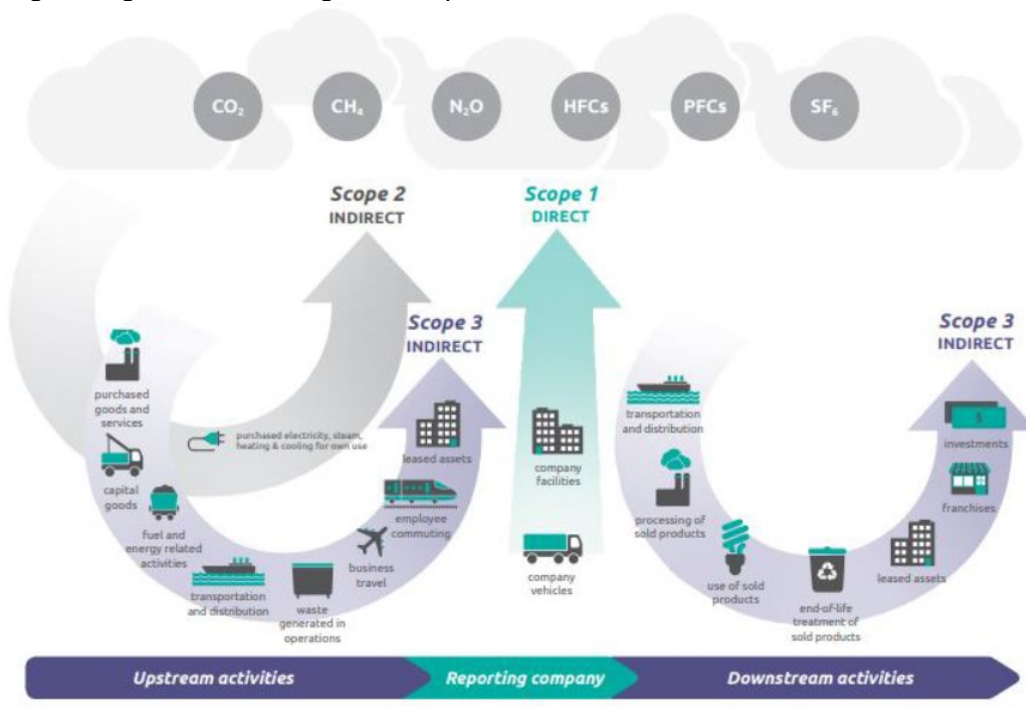 CO₂
CH₄
N₂O
HFCs
PFCs
SF₆
Scope 2
INDIRECT
Scope 1
DIRECT
Scope 3
INDIRECT
Scope 3
INDIRECT
purchased
goods and
services
capital
goods
fuel and
energy related
activities
transportation
and distribution
waste
generated in
operations
business
travel
employee
commuting
leased assets
purchased electricity, steam,
heating & cooling for own use
company
facilities
company
vehicles
transportation
and distribution
processing of
sold products
use of sold
products
end-of-life
treatment of
sold products
leased assets
franchises
investments
$
Upstream activities
Reporting company
Downstream activities